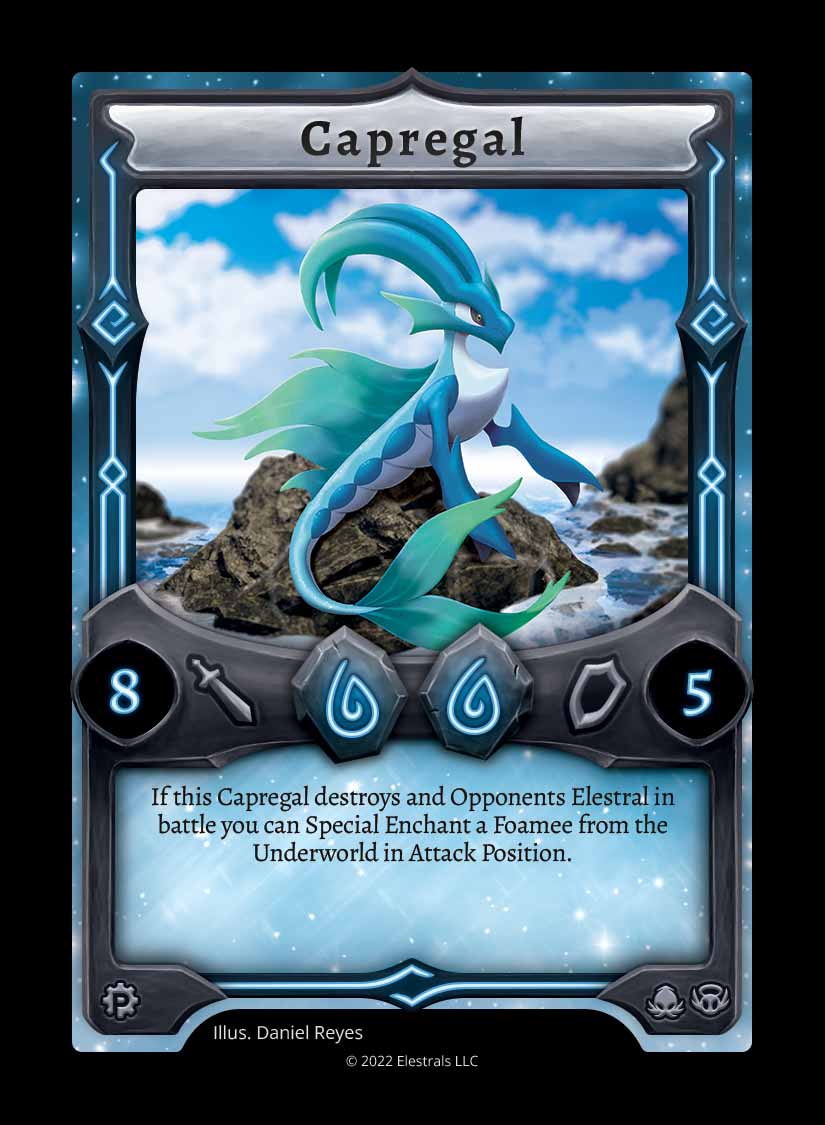 Capregal
8
5
If this Capregal destroys and Opponents Elestral in
battle you can Special Enchant a Foamee from the
Underworld in Attack Position.
P
Illus. Daniel Reyes
© 2022 Elestrals LLC